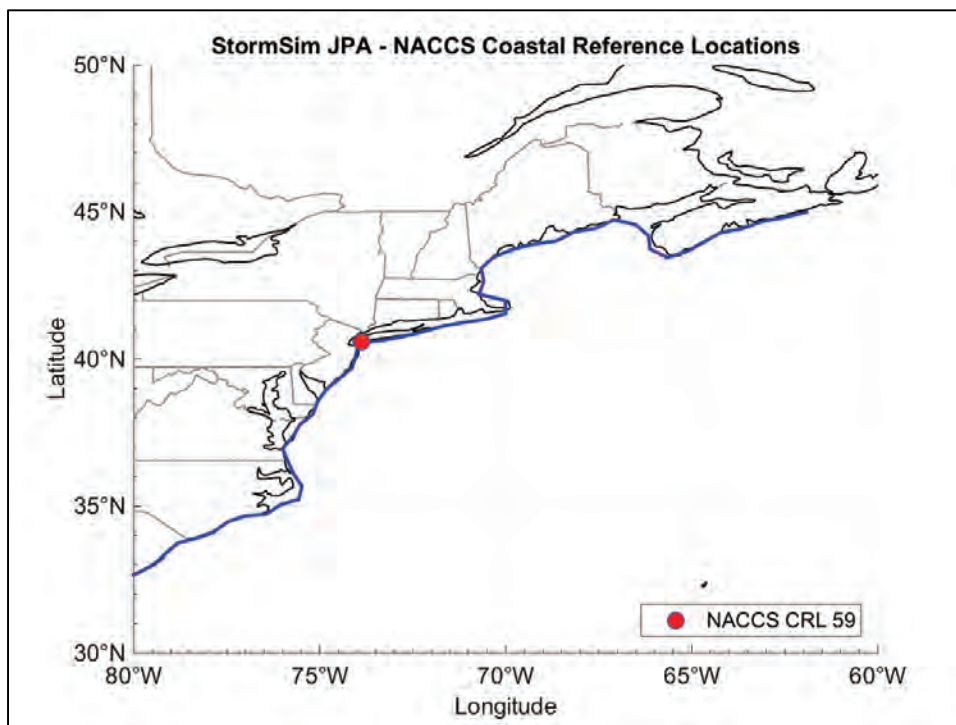 StormSim JPA - NACCS Coastal Reference Locations
50°N
45°N
40°N
35°N
30°N
Latitude
80°W
75°W
70°W
65°W
60°W
Longitude
NACCS CRL 59